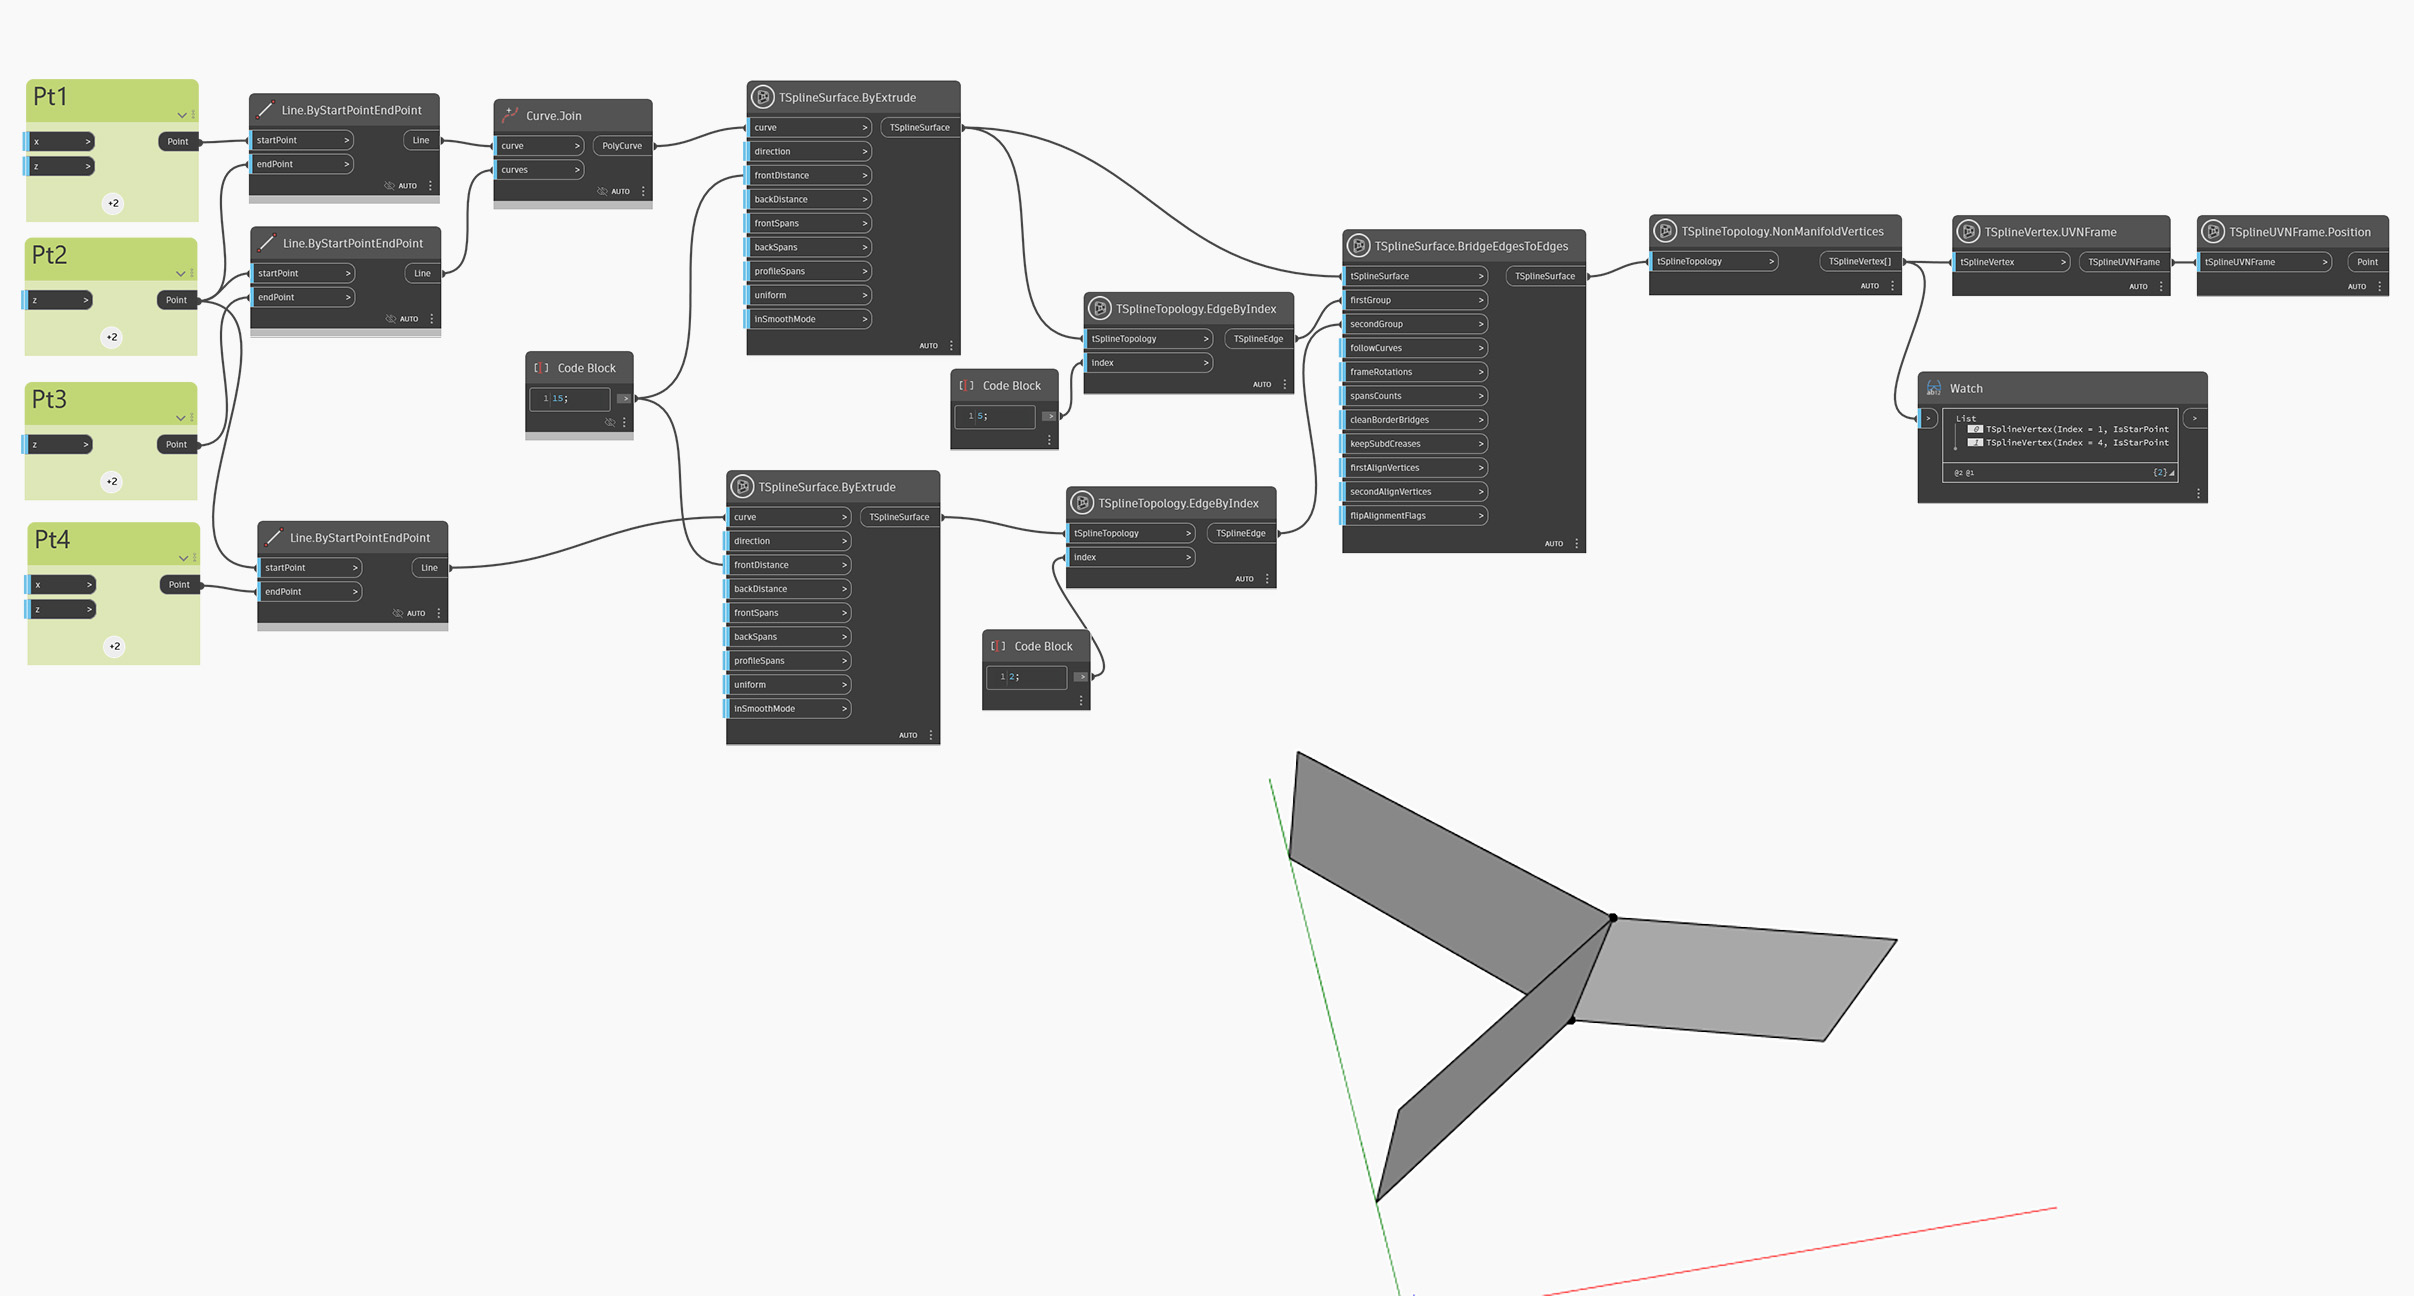 Pt1
x > Point
z >
+2
Pt2
z > Point
+2
Pt3
z > Point
+2
Pt4
x > Point
z >
+2
Line.ByStartPointEndPoint
startPoint > Line
endPoint >
AUTO
Line.ByStartPointEndPoint
startPoint > Line
endPoint >
AUTO
Line.ByStartPointEndPoint
startPoint > Line
endPoint >
AUTO
Curve.Join
curve > PolyCurve
curves >
AUTO
Code Block
1 15; >
TSplineSurface.ByExtrude
curve > TSplineSurface
direction >
frontDistance >
backDistance >
frontSpans >
backSpans >
profileSpans >
uniform >
inSmoothMode >
AUTO
TSplineSurface.ByExtrude
curve > TSplineSurface
direction >
frontDistance >
backDistance >
frontSpans >
backSpans >
profileSpans >
uniform >
inSmoothMode >
AUTO
Code Block
1 5; >
TSplineTopology.EdgeByIndex
tSplineTopology > TSplineEdge
index >
AUTO
TSplineTopology.EdgeByIndex
tSplineTopology > TSplineEdge
index >
AUTO
Code Block
1 2; >
TSplineSurface.BridgeEdgesToEdges
tSplineSurface > TSplineSurface
firstGroup >
secondGroup >
followCurves >
frameRotations >
spansCounts >
cleanBorderBridges >
keepSubdCreases >
firstAlignVertices >
secondAlignVertices >
flipAlignmentFlags >
AUTO
TSplineTopology.NonManifoldVertices
tSplineTopology > TSplineVertex[]
AUTO
TSplineVertex.UVNFrame
tSplineVertex > TSplineUVNFrame
AUTO
TSplineUVNFrame.Position
tSplineUVNFrame > Point
AUTO
Watch
> >
List
0 TSplineVertex(Index = 1, IsStarPoint
1 TSplineVertex(Index = 4, IsStarPoint
@2 @1 {2}